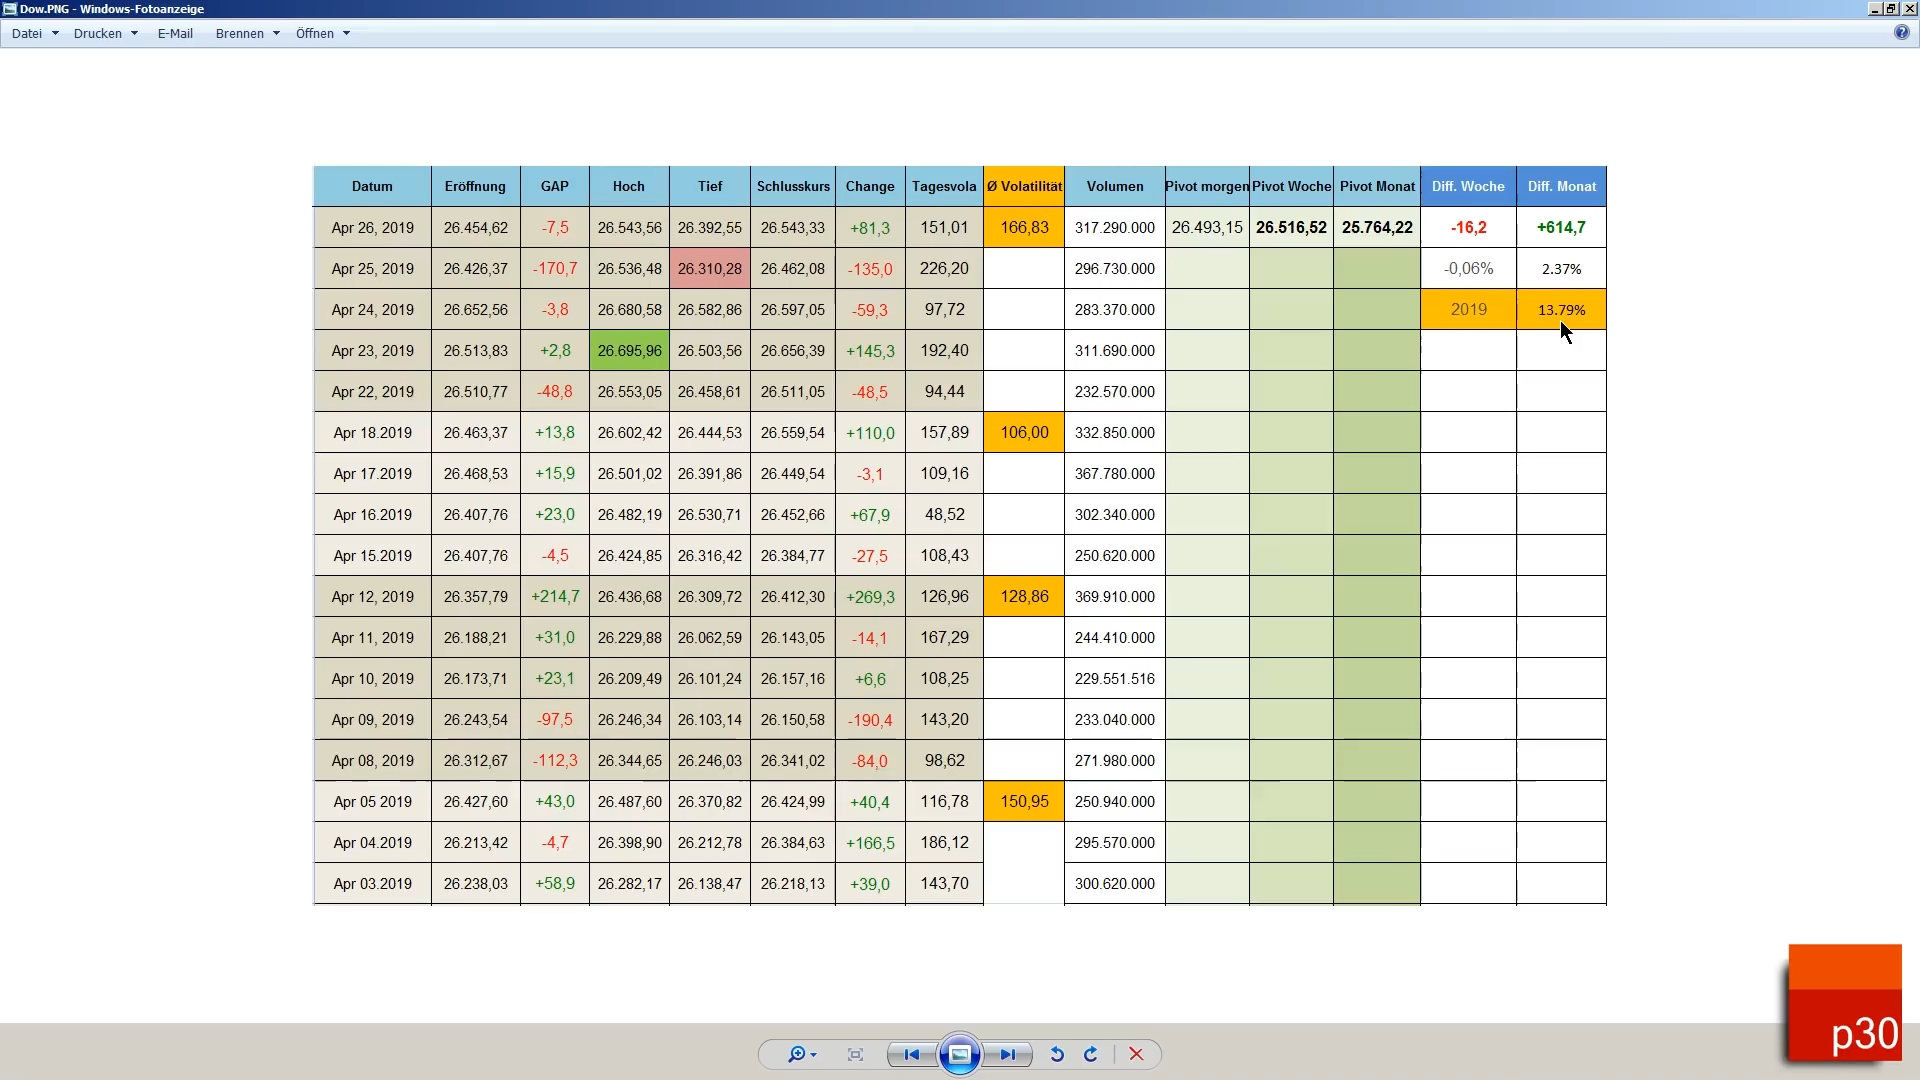 Dow.PNG - Windows-Fotoanzeige
Datei Drucken E-Mail Brennen Öffnen
Datum Eröffnung GAP Hoch Tief Schlusskurs Change Tagesvola Ø Volatilität Volumen Pivot morgen Pivot Woche Pivot Monat Diff. Woche Diff. Monat
Apr 26, 2019 26.454,62 -7,5 26.543,56 26.392,55 26.543,33 +81,3 151,01 166,83 317.290.000 26.493,15 26.516,52 25.764,22 -16,2 +614,7
Apr 25, 2019 26.426,37 -170,7 26.536,48 26.310,28 26.462,08 -135,0 226,20 296.730.000 -0,06% 2.37%
Apr 24, 2019 26.652,56 -3,8 26.680,58 26.582,86 26.597,05 -59,3 97,72 283.370.000 2019 13.79%
Apr 23, 2019 26.513,83 +2,8 26.695,96 26.503,56 26.656,39 +145,3 192,40 311.690.000
Apr 22, 2019 26.510,77 -48,8 26.553,05 26.458,61 26.511,05 -48,5 94,44 232.570.000
Apr 18.2019 26.463,37 +13,8 26.602,42 26.444,53 26.559,54 +110,0 157,89 106,00 332.850.000
Apr 17.2019 26.468,53 +15,9 26.501,02 26.391,86 26.449,54 -3,1 109,16 367.780.000
Apr 16.2019 26.407,76 +23,0 26.482,19 26.530,71 26.452,66 +67,9 48,52 302.340.000
Apr 15.2019 26.407,76 -4,5 26.424,85 26.316,42 26.384,77 -27,5 108,43 250.620.000
Apr 12, 2019 26.357,79 +214,7 26.436,68 26.309,72 26.412,30 +269,3 126,96 128,86 369.910.000
Apr 11, 2019 26.188,21 +31,0 26.229,88 26.062,59 26.143,05 -14,1 167,29 244.410.000
Apr 10, 2019 26.173,71 +23,1 26.209,49 26.101,24 26.157,16 +6,6 108,25 229.551.516
Apr 09, 2019 26.243,54 -97,5 26.246,34 26.103,14 26.150,58 -190,4 143,20 233.040.000
Apr 08, 2019 26.312,67 -112,3 26.344,65 26.246,03 26.341,02 -84,0 98,62 271.980.000
Apr 05 2019 26.427,60 +43,0 26.487,60 26.370,82 26.424,99 +40,4 116,78 150,95 250.940.000
Apr 04.2019 26.213,42 -4,7 26.398,90 26.212,78 26.384,63 +166,5 186,12 295.570.000
Apr 03.2019 26.238,03 +58,9 26.282,17 26.138,47 26.218,13 +39,0 143,70 300.620.000
p30